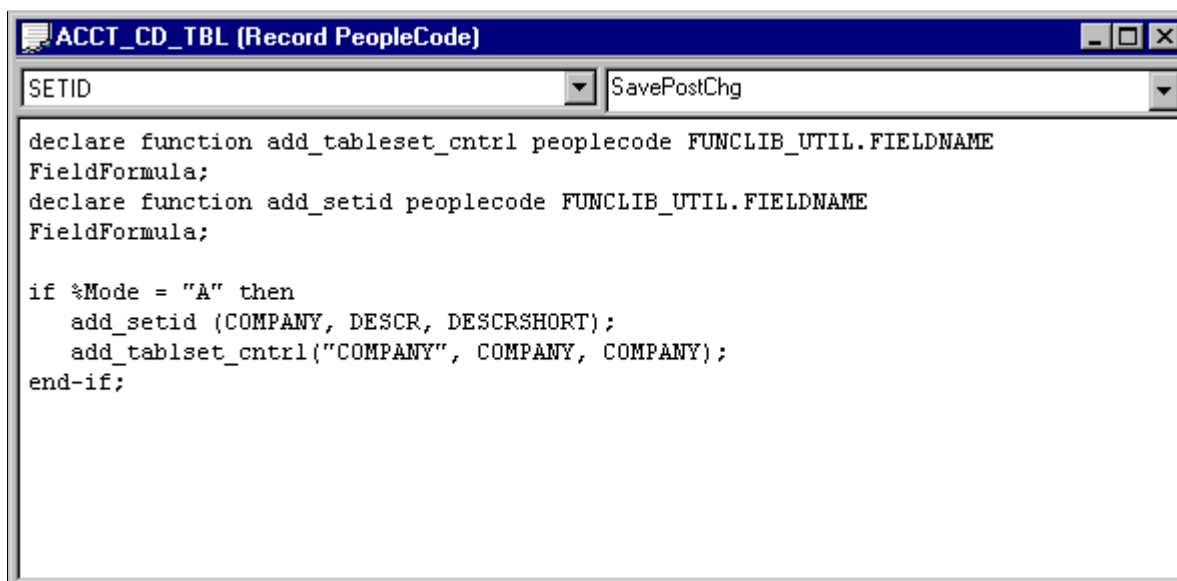 ACCT_CD_TBL (Record PeopleCode)
SETID SavePostChg
declare function add_tableset_cntrl peoplecode FUNCLIB_UTIL.FIELDNAME
FieldFormula;
declare function add_setid peoplecode FUNCLIB_UTIL.FIELDNAME
FieldFormula;
if %Mode = "A" then
add_setid (COMPANY, DESCR, DESCRSHORT);
add_tablset_cntrl("COMPANY", COMPANY, COMPANY);
end-if;